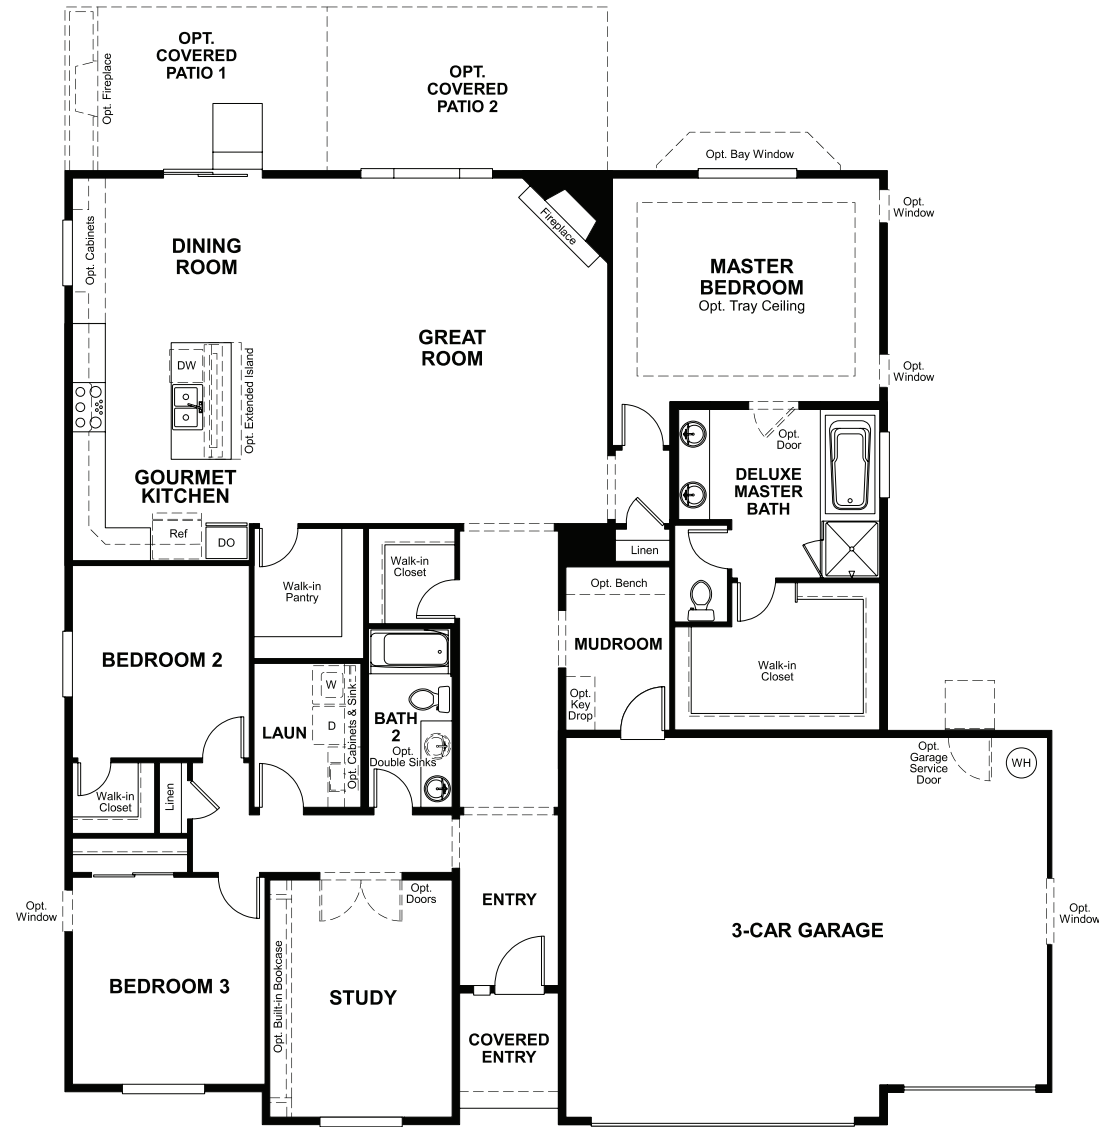 OPT.
COVERED
PATIO 1
Opt. Fireplace
OPT.
COVERED
PATIO 2
Opt. Bay Window
Opt.
Window
Opt. Cabinets
DINING
ROOM
Fireplace
MASTER
BEDROOM
Opt. Tray Ceiling
GREAT
ROOM
Opt.
Window
DW
Opt. Extended Island
Opt.
Door
GOURMET
KITCHEN
DELUXE
MASTER
BATH
Ref
DO
Linen
Walk-in
Closet
Walk-in
Pantry
Opt. Bench
MUDROOM
BEDROOM 2
Walk-in
Closet
W
D
Opt. Cabinets & Sink
LAUN
BATH
2
Opt.
Double Sinks
Opt.
Key
Drop
Opt.
Garage
Service
Door
WH
Walk-in
Closet
Linen
Opt.
Doors
ENTRY
Opt.
Window
Opt.
Window
3-CAR GARAGE
BEDROOM 3
Opt. Built-in Bookcase
STUDY
COVERED
ENTRY